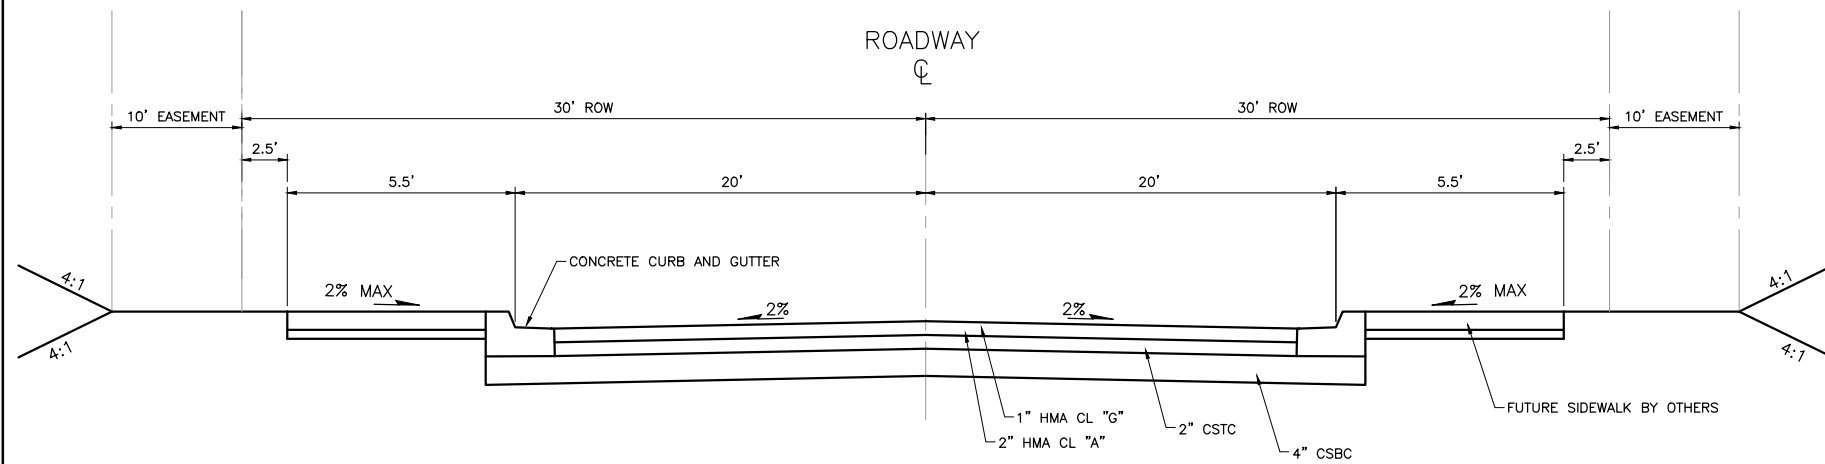 ROADWAY
℄
30' ROW
30' ROW
10' EASEMENT
10' EASEMENT
2.5'
2.5'
5.5'
20'
20'
5.5'
CONCRETE CURB AND GUTTER
4:1
4:1
2% MAX
2%
2%
2% MAX
4:1
4:1
1" HMA CL "G"
2" HMA CL "A"
2" CSTC
4" CSBC
FUTURE SIDEWALK BY OTHERS